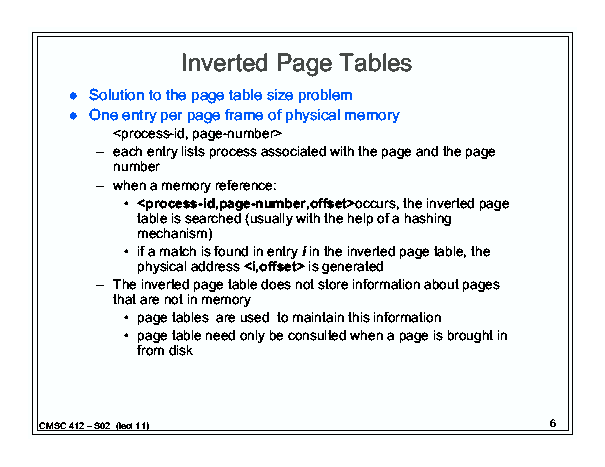 Inverted Page Tables
● Solution to the page table size problem
● One entry per page frame of physical memory
<process-id, page-number>
– each entry lists process associated with the page and the page
number
– when a memory reference:
• <process-id,page-number,offset>occurs, the inverted page
table is searched (usually with the help of a hashing
mechanism)
• if a match is found in entry i in the inverted page table, the
physical address <i,offset> is generated
– The inverted page table does not store information about pages
that are not in memory
• page tables are used to maintain this information
• page table need only be consulted when a page is brought in
from disk
CMSC 412 – S02 (lect 11)
6